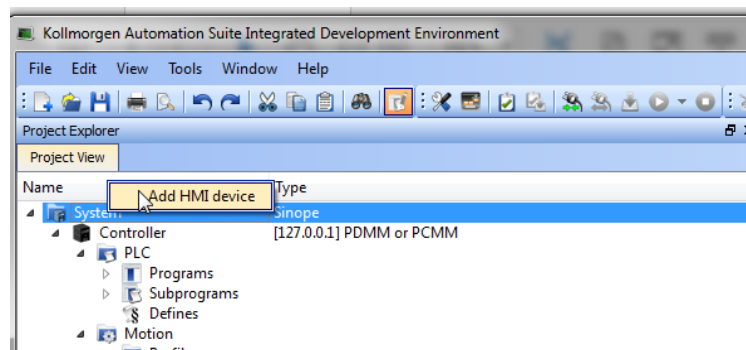 Kollmorgen Automation Suite Integrated Development Environment
File Edit View Tools Window Help
Project Explorer
Project View
Name Type
Add HMI device
System Sinope
Controller [127.0.0.1] PDMM or PCMM
PLC
Programs
Subprograms
Defines
Motion